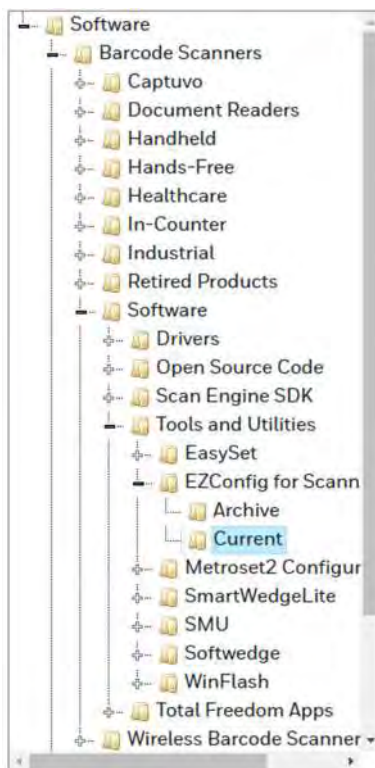 Software
Barcode Scanners
Captuvo
Document Readers
Handheld
Hands-Free
Healthcare
In-Counter
Industrial
Retired Products
Software
Drivers
Open Source Code
Scan Engine SDK
Tools and Utilities
EasySet
EZConfig for Scann
Archive
Current
Metroset2 Configur
SmartWedgeLite
SMU
Softwedge
WinFlash
Total Freedom Apps
Wireless Barcode Scanner